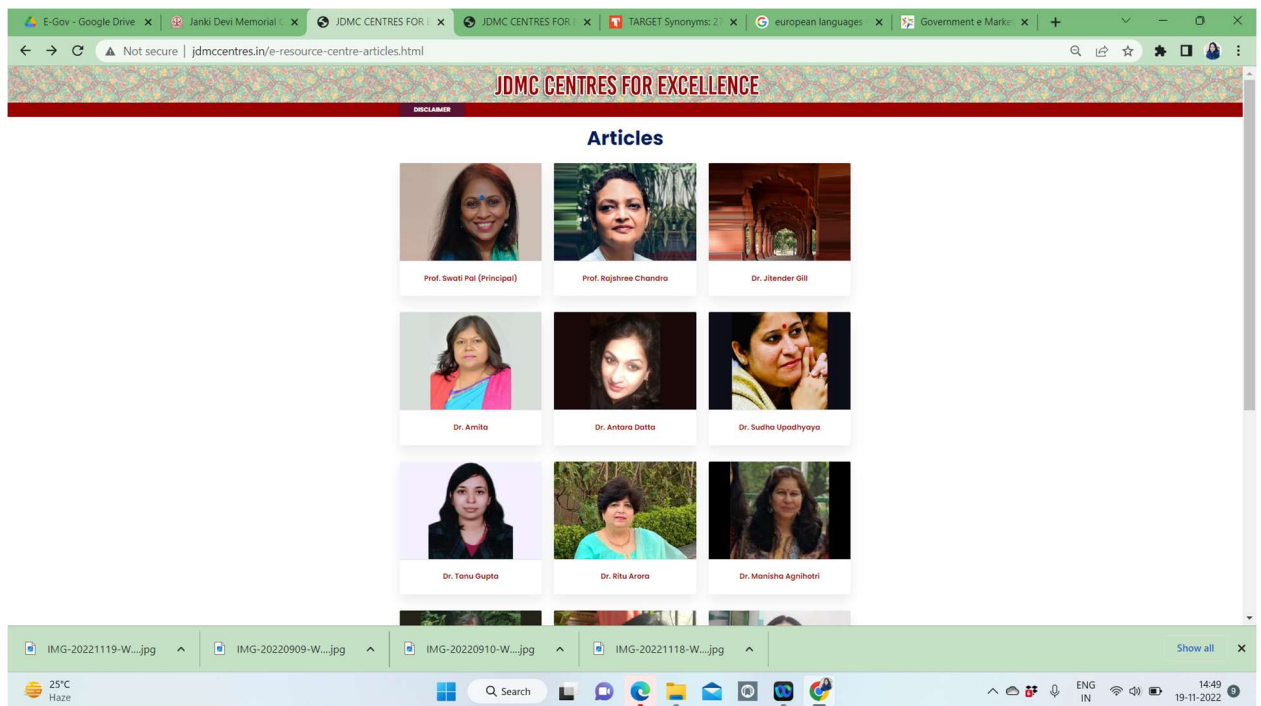 E-Gov - Google Drive
Janki Devi Memorial C
JDMC CENTRES FOR E
JDMC CENTRES FOR E
TARGET Synonyms: 27
european languages
Government e Market
Not secure | jdmccentres.in/e-resource-centre-articles.html
JDMC CENTRES FOR EXCELLENCE
DISCLAIMER
Articles
Prof. Swati Pal (Principal)
Prof. Rajshree Chandra
Dr. Jitender Gill
Dr. Amita
Dr. Antara Datta
Dr. Sudha Upadhyaya
Dr. Tanu Gupta
Dr. Ritu Arora
Dr. Manisha Agnihotri
IMG-20221119-W....jpg
IMG-20220909-W....jpg
IMG-20220910-W....jpg
IMG-20221118-W....jpg
Show all
25°C
Haze
Search
ENG
IN
14:49
19-11-2022
9